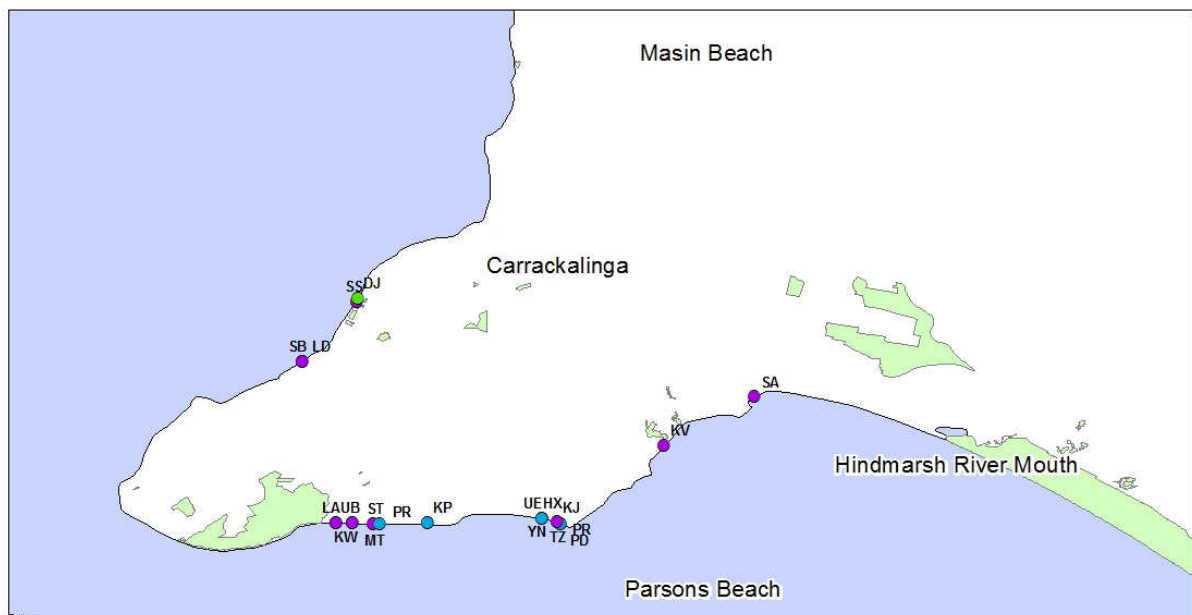 Masin Beach
Carrackalinga
SS DJ
SB LD
SA
KV
Hindmarsh River Mouth
LA UB ST PR KP UE HX KJ
KW MT YN TZ PR
PD
Parsons Beach